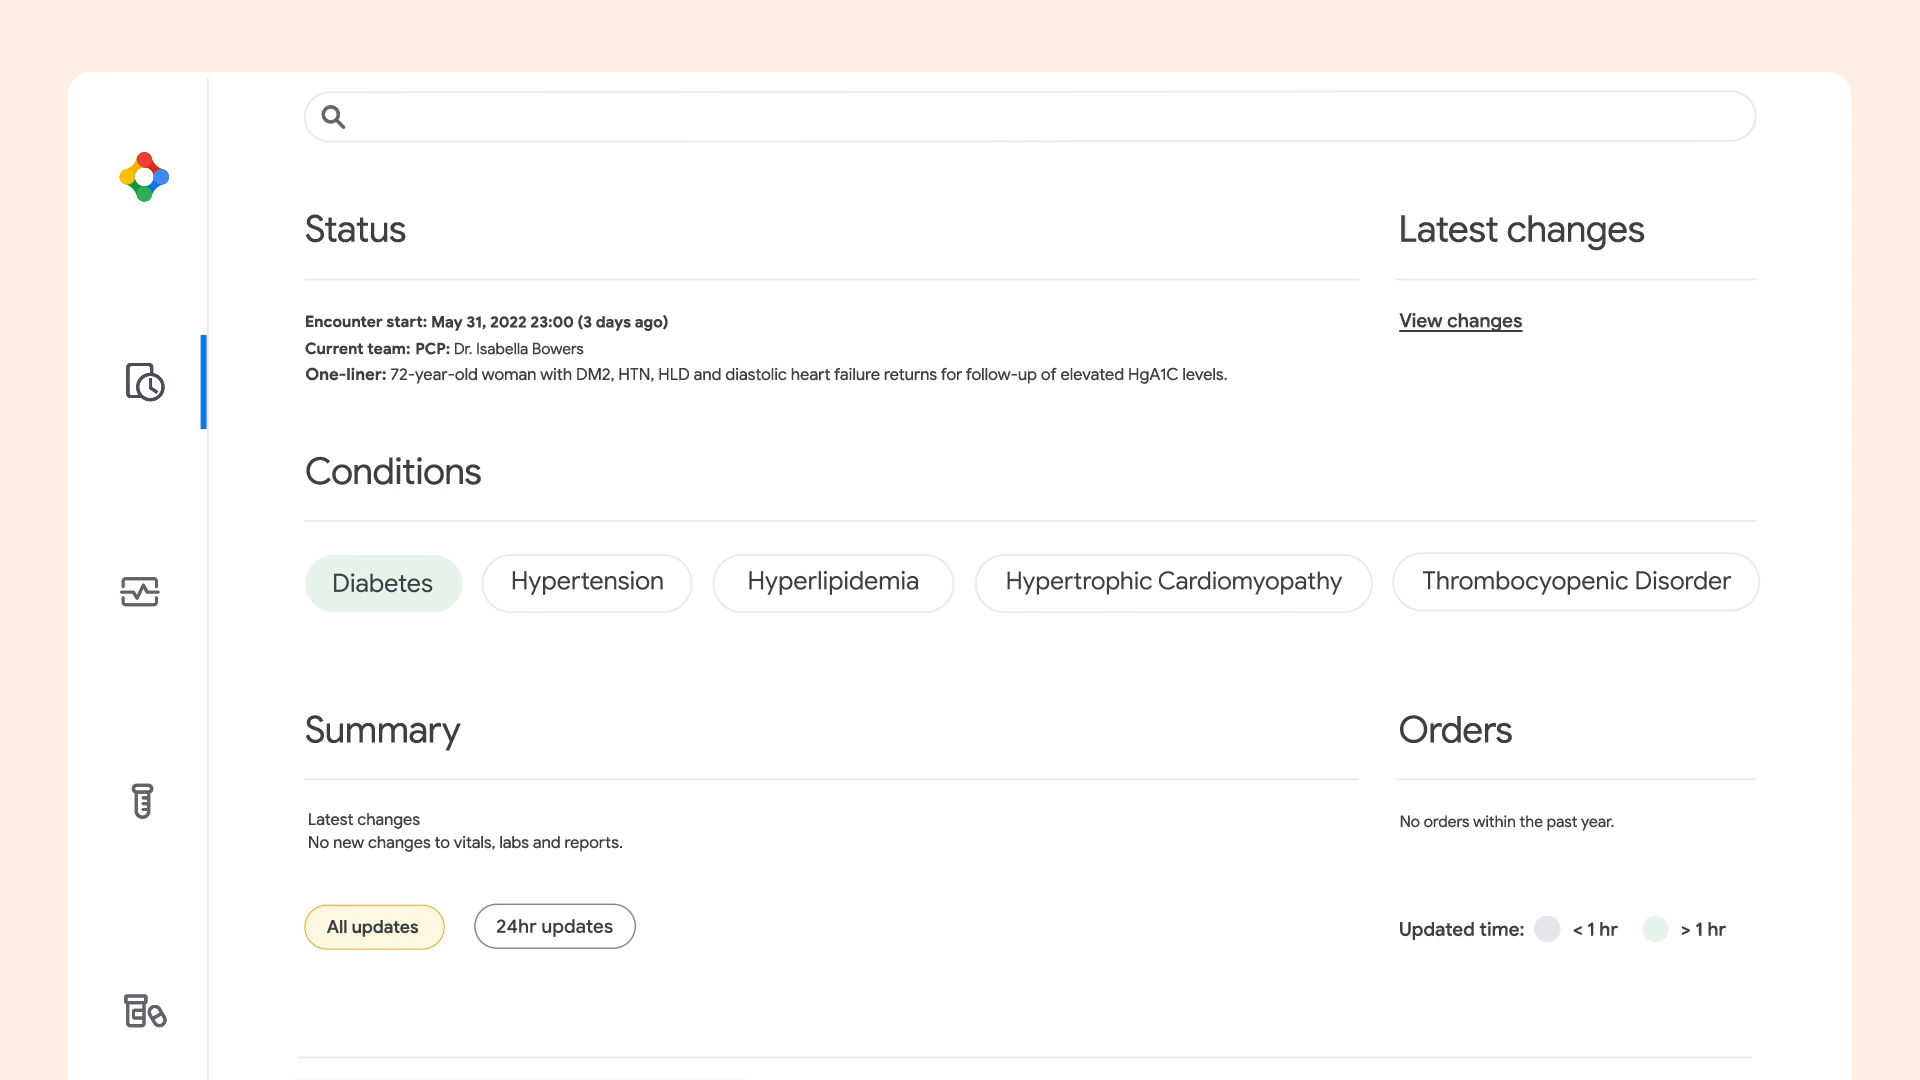 Status
Latest changes
Encounter start: May 31, 2022 23:00 (3 days ago)
Current team: PCP: Dr. Isabella Bowers
One-liner: 72-year-old woman with DM2, HTN, HLD and diastolic heart failure returns for follow-up of elevated HgA1C levels.
View changes
Conditions
Diabetes
Hypertension
Hyperlipidemia
Hypertrophic Cardiomyopathy
Thrombocyopenic Disorder
Summary
Orders
Latest changes
No new changes to vitals, labs and reports.
No orders within the past year.
All updates
24hr updates
Updated time: < 1 hr > 1 hr